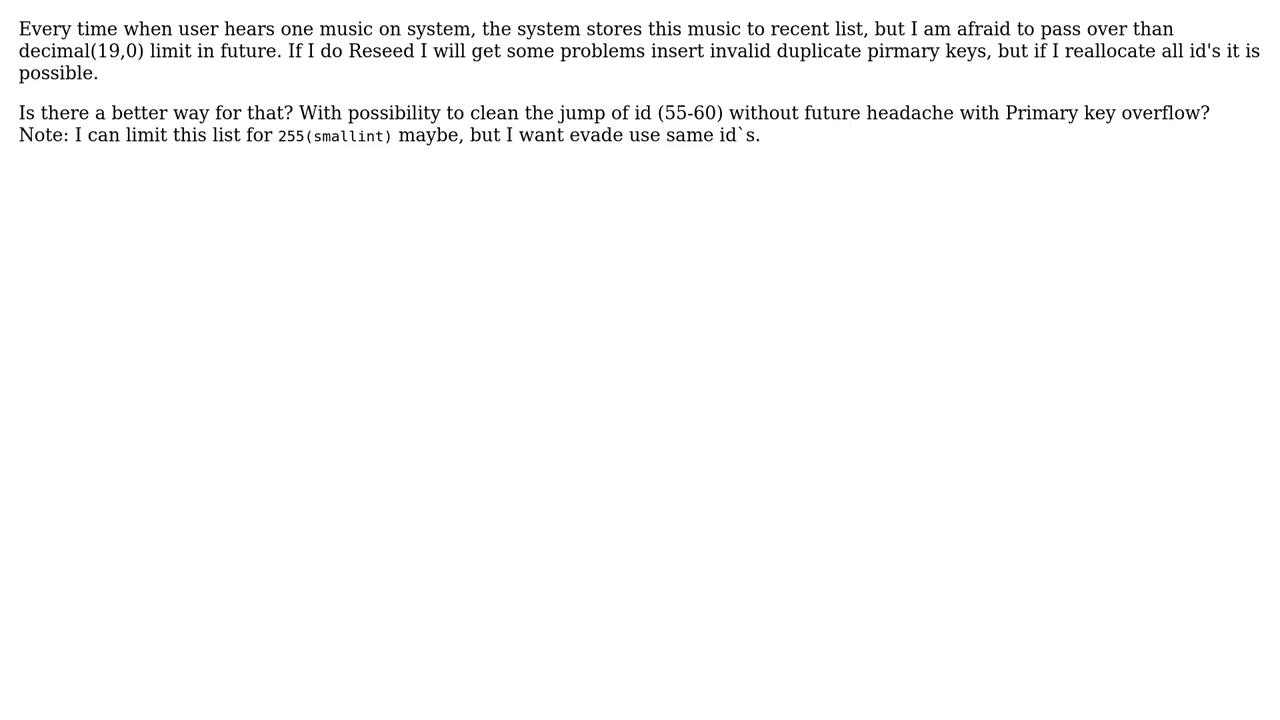 Every time when user hears one music on system, the system stores this music to recent list, but I am afraid to pass over than
decimal(19,0) limit in future. If I do Reseed I will get some problems insert invalid duplicate pirmary keys, but if I reallocate all id's it is
possible.
Is there a better way for that? With possibility to clean the jump of id (55-60) without future headache with Primary key overflow?
Note: I can limit this list for 255(smallint) maybe, but I want evade use same id`s.